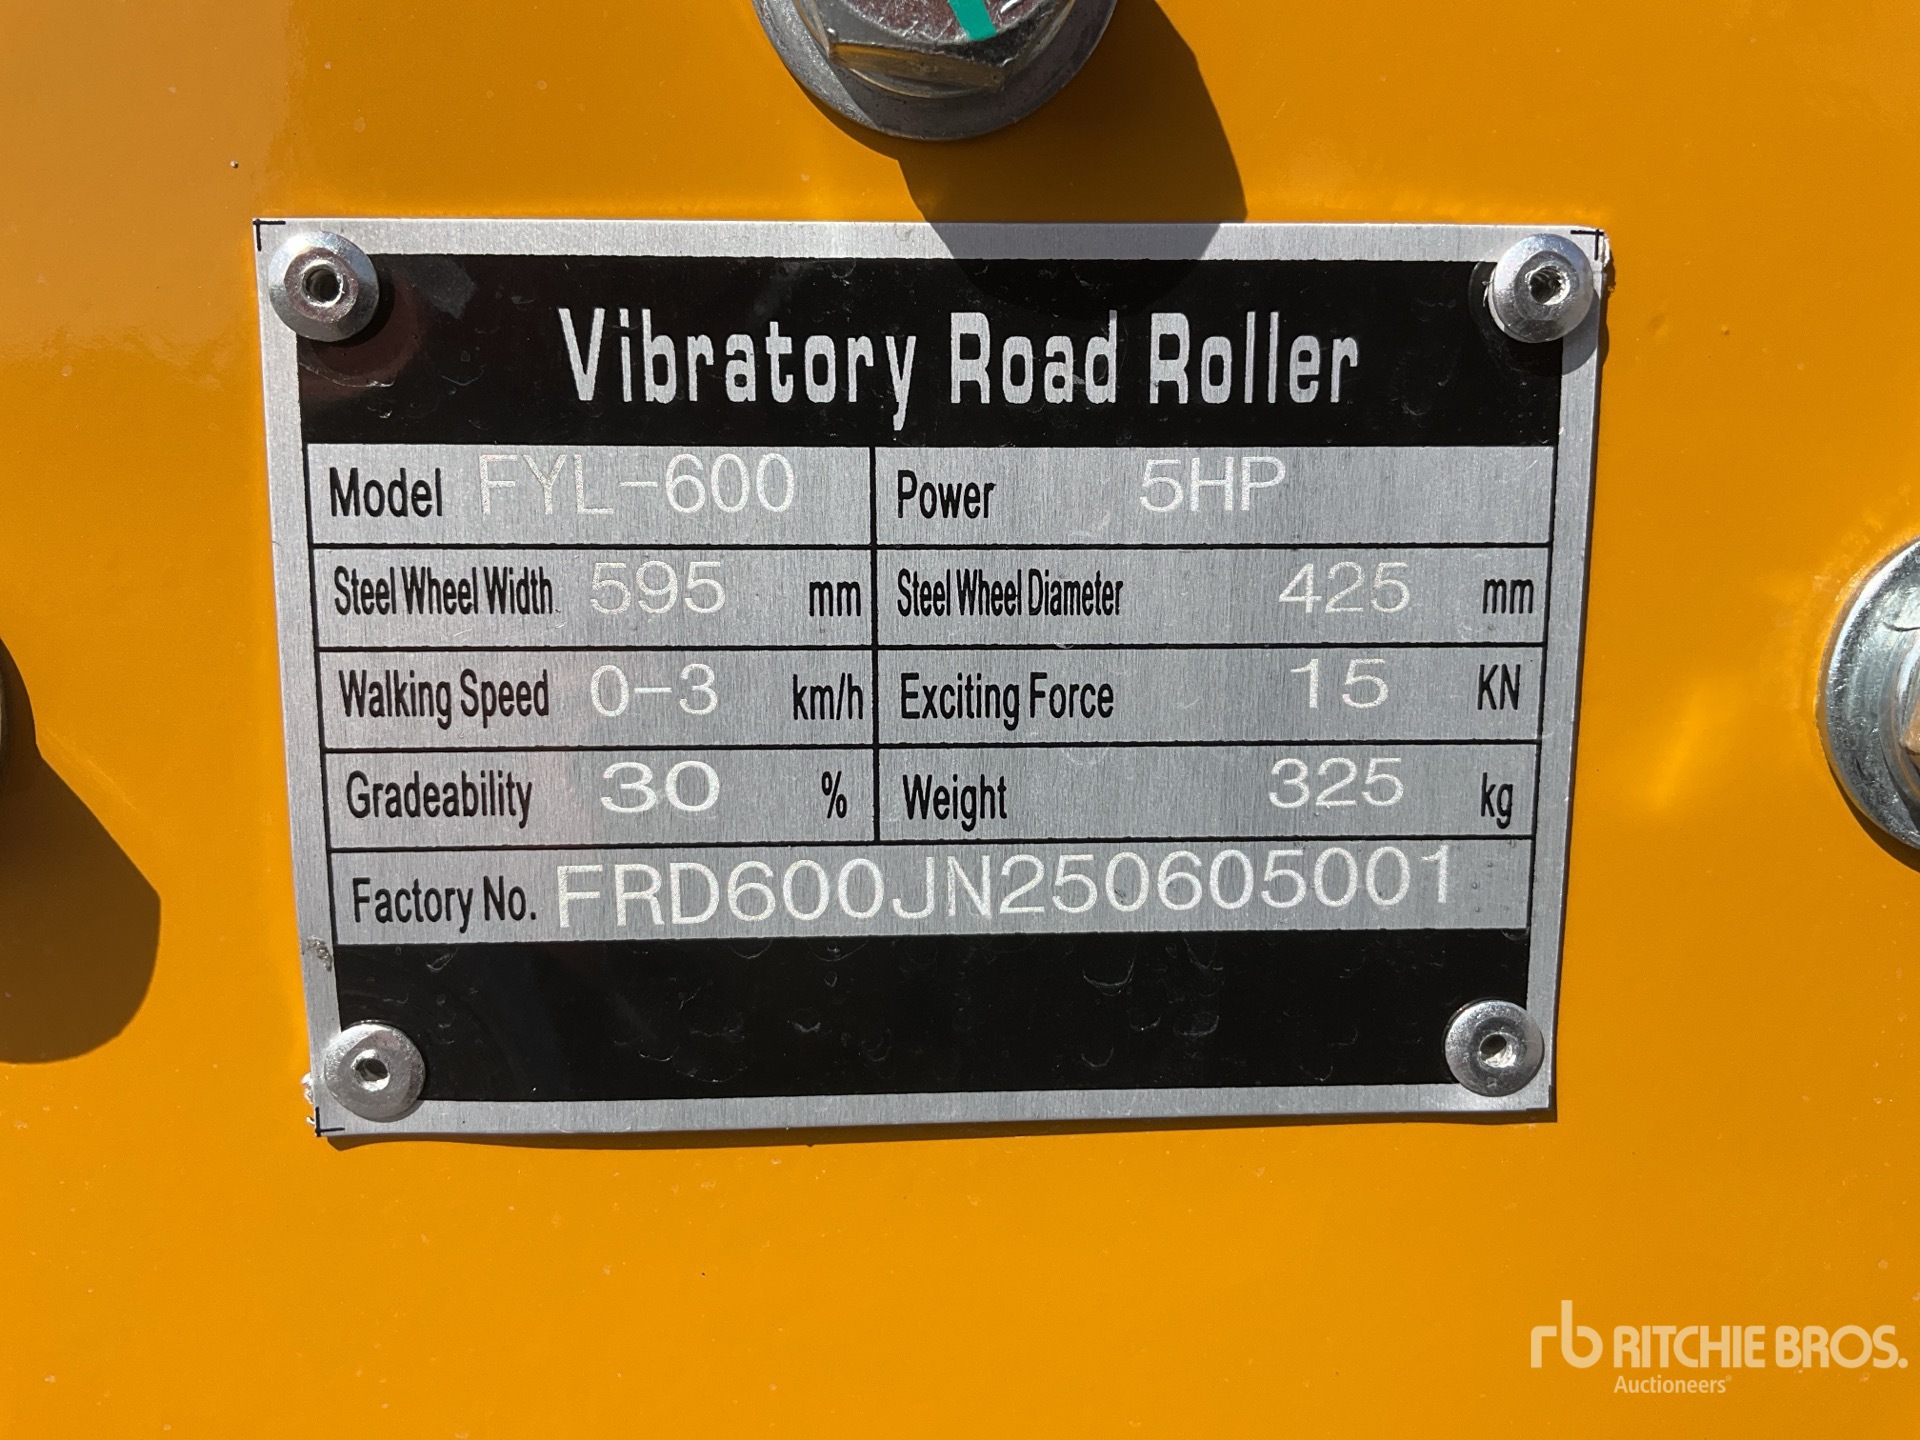 Vibratory Road Roller
Model FYL-600 Power 5HP
Steel Wheel Width 595 mm Steel Wheel Diameter 425 mm
Walking Speed 0-3 km/h Exciting Force 15 KN
Gradeability 30 % Weight 325 kg
Factory No. FRD600JN250605001
rb RITCHIE BROS.
Auctioneers